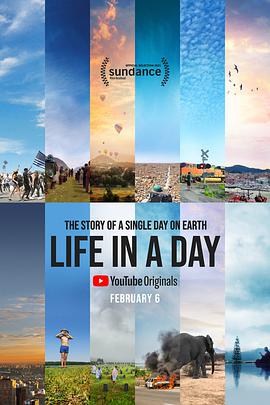 OFFICIAL SELECTION 2021
sundance
film festival
THE STORY OF A SINGLE DAY ON EARTH
LIFE IN A DAY
YouTube Originals
FEBRUARY 6